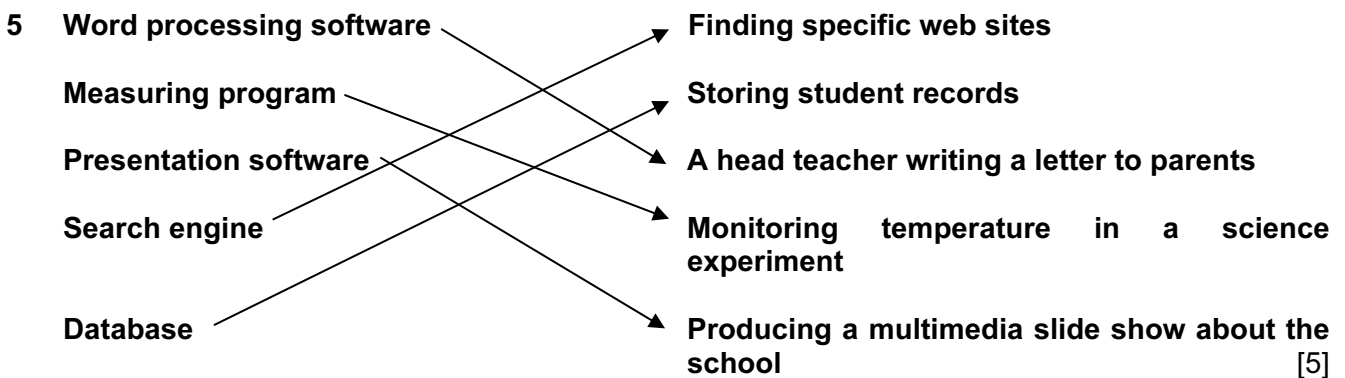 5 Word processing software Finding specific web sites
Measuring program Storing student records
Presentation software A head teacher writing a letter to parents
Search engine Monitoring temperature in a science
experiment
Database Producing a multimedia slide show about the
school [5]